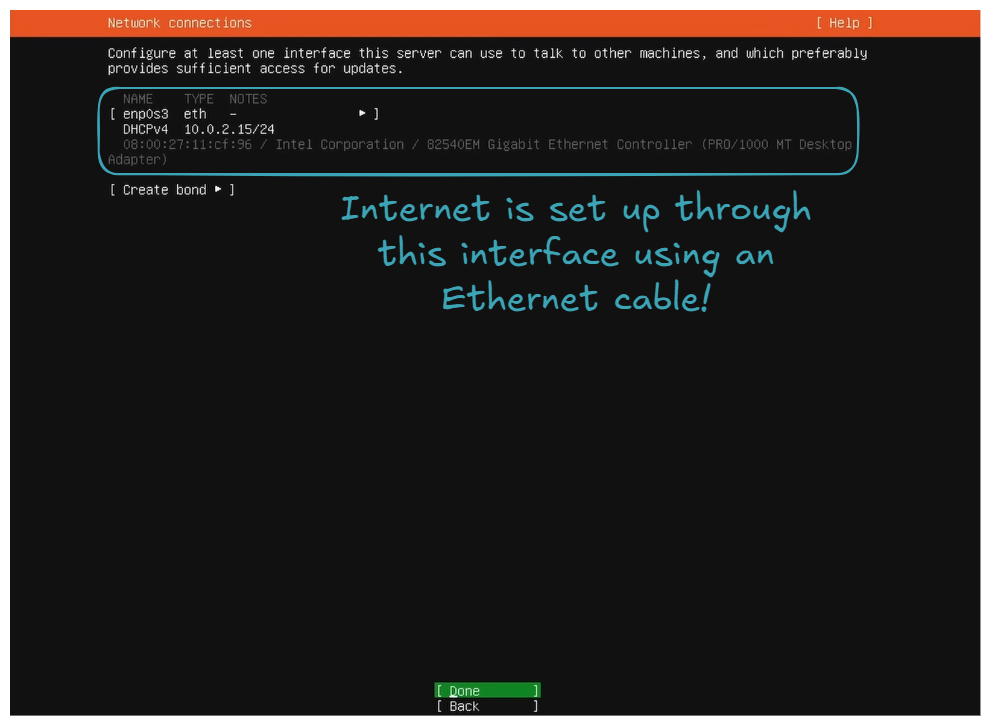 Network connections [ Help ]
Configure at least one interface this server can use to talk to other machines, and which preferably
provides sufficient access for updates.
NAME TYPE NOTES
[ enp0s3 eth - ▸ ]
DHCPv4 10.0.2.15/24
08:00:27:11:cf:96 / Intel Corporation / 82540EM Gigabit Ethernet Controller (PRO/1000 MT Desktop
Adapter)
[ Create bond ▸ ]
Internet is set up through
this interface using an
Ethernet cable!
[ Done ]
[ Back ]